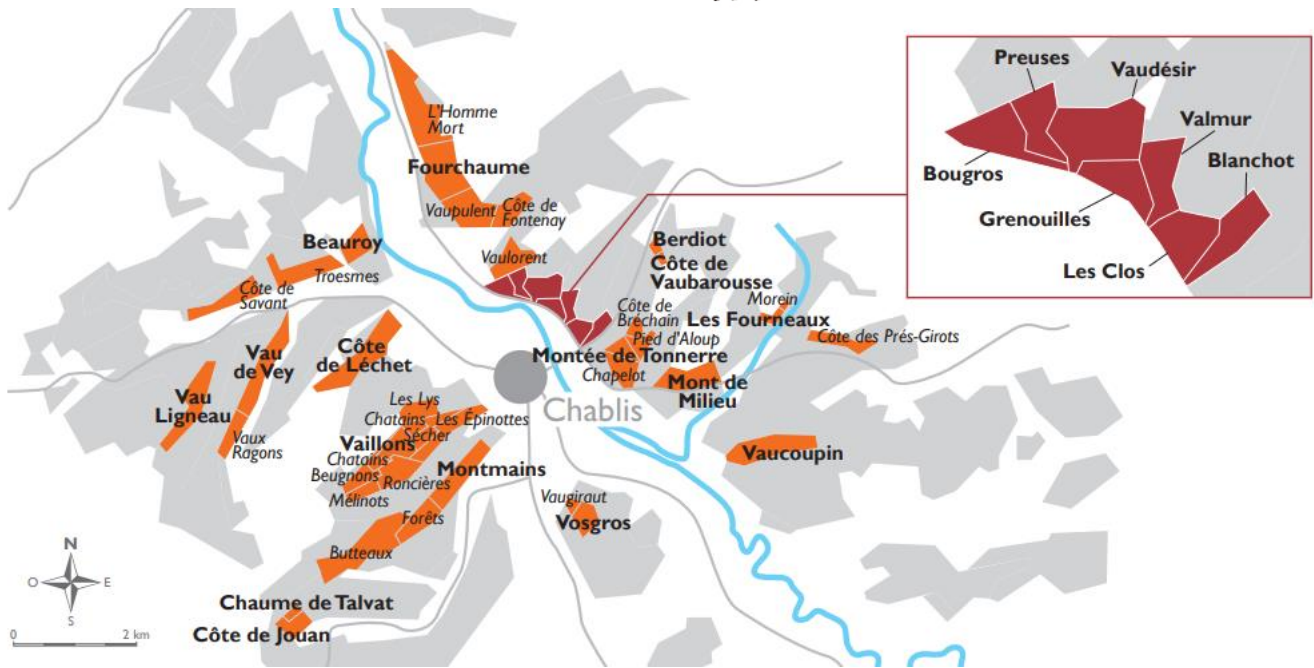 L'Homme
Mort
Fourchaume
Vaupulent
Côte de
Fontenay
Vaulorent
Beauroy
Troesmes
Côte de
Savant
Berdiot
Côte de
Vaubarousse
Morein
Côte de
Bréchain
Les Fourneaux
Pied d'Aloup
Côte des Prés-Girots
Montée de Tonnerre
Chapelot
Mont de
Milieu
Vau
de Vey
Côte
de Léchet
Vau
Ligneau
Vaux
Ragons
Chablis
Les Lys
Chatains
Les Épinottes
Sécher
Vaillons
Chatains
Beugnons
Roncières
Mélinots
Montmains
Forêts
Butteaux
Vaugiraut
Vosgros
Vaucoupin
Chaume de Talvat
Côte de Jouan
N
O
E
S
0
2 km
Preuses
Vaudésir
Valmur
Blanchot
Bougros
Grenouilles
Les Clos